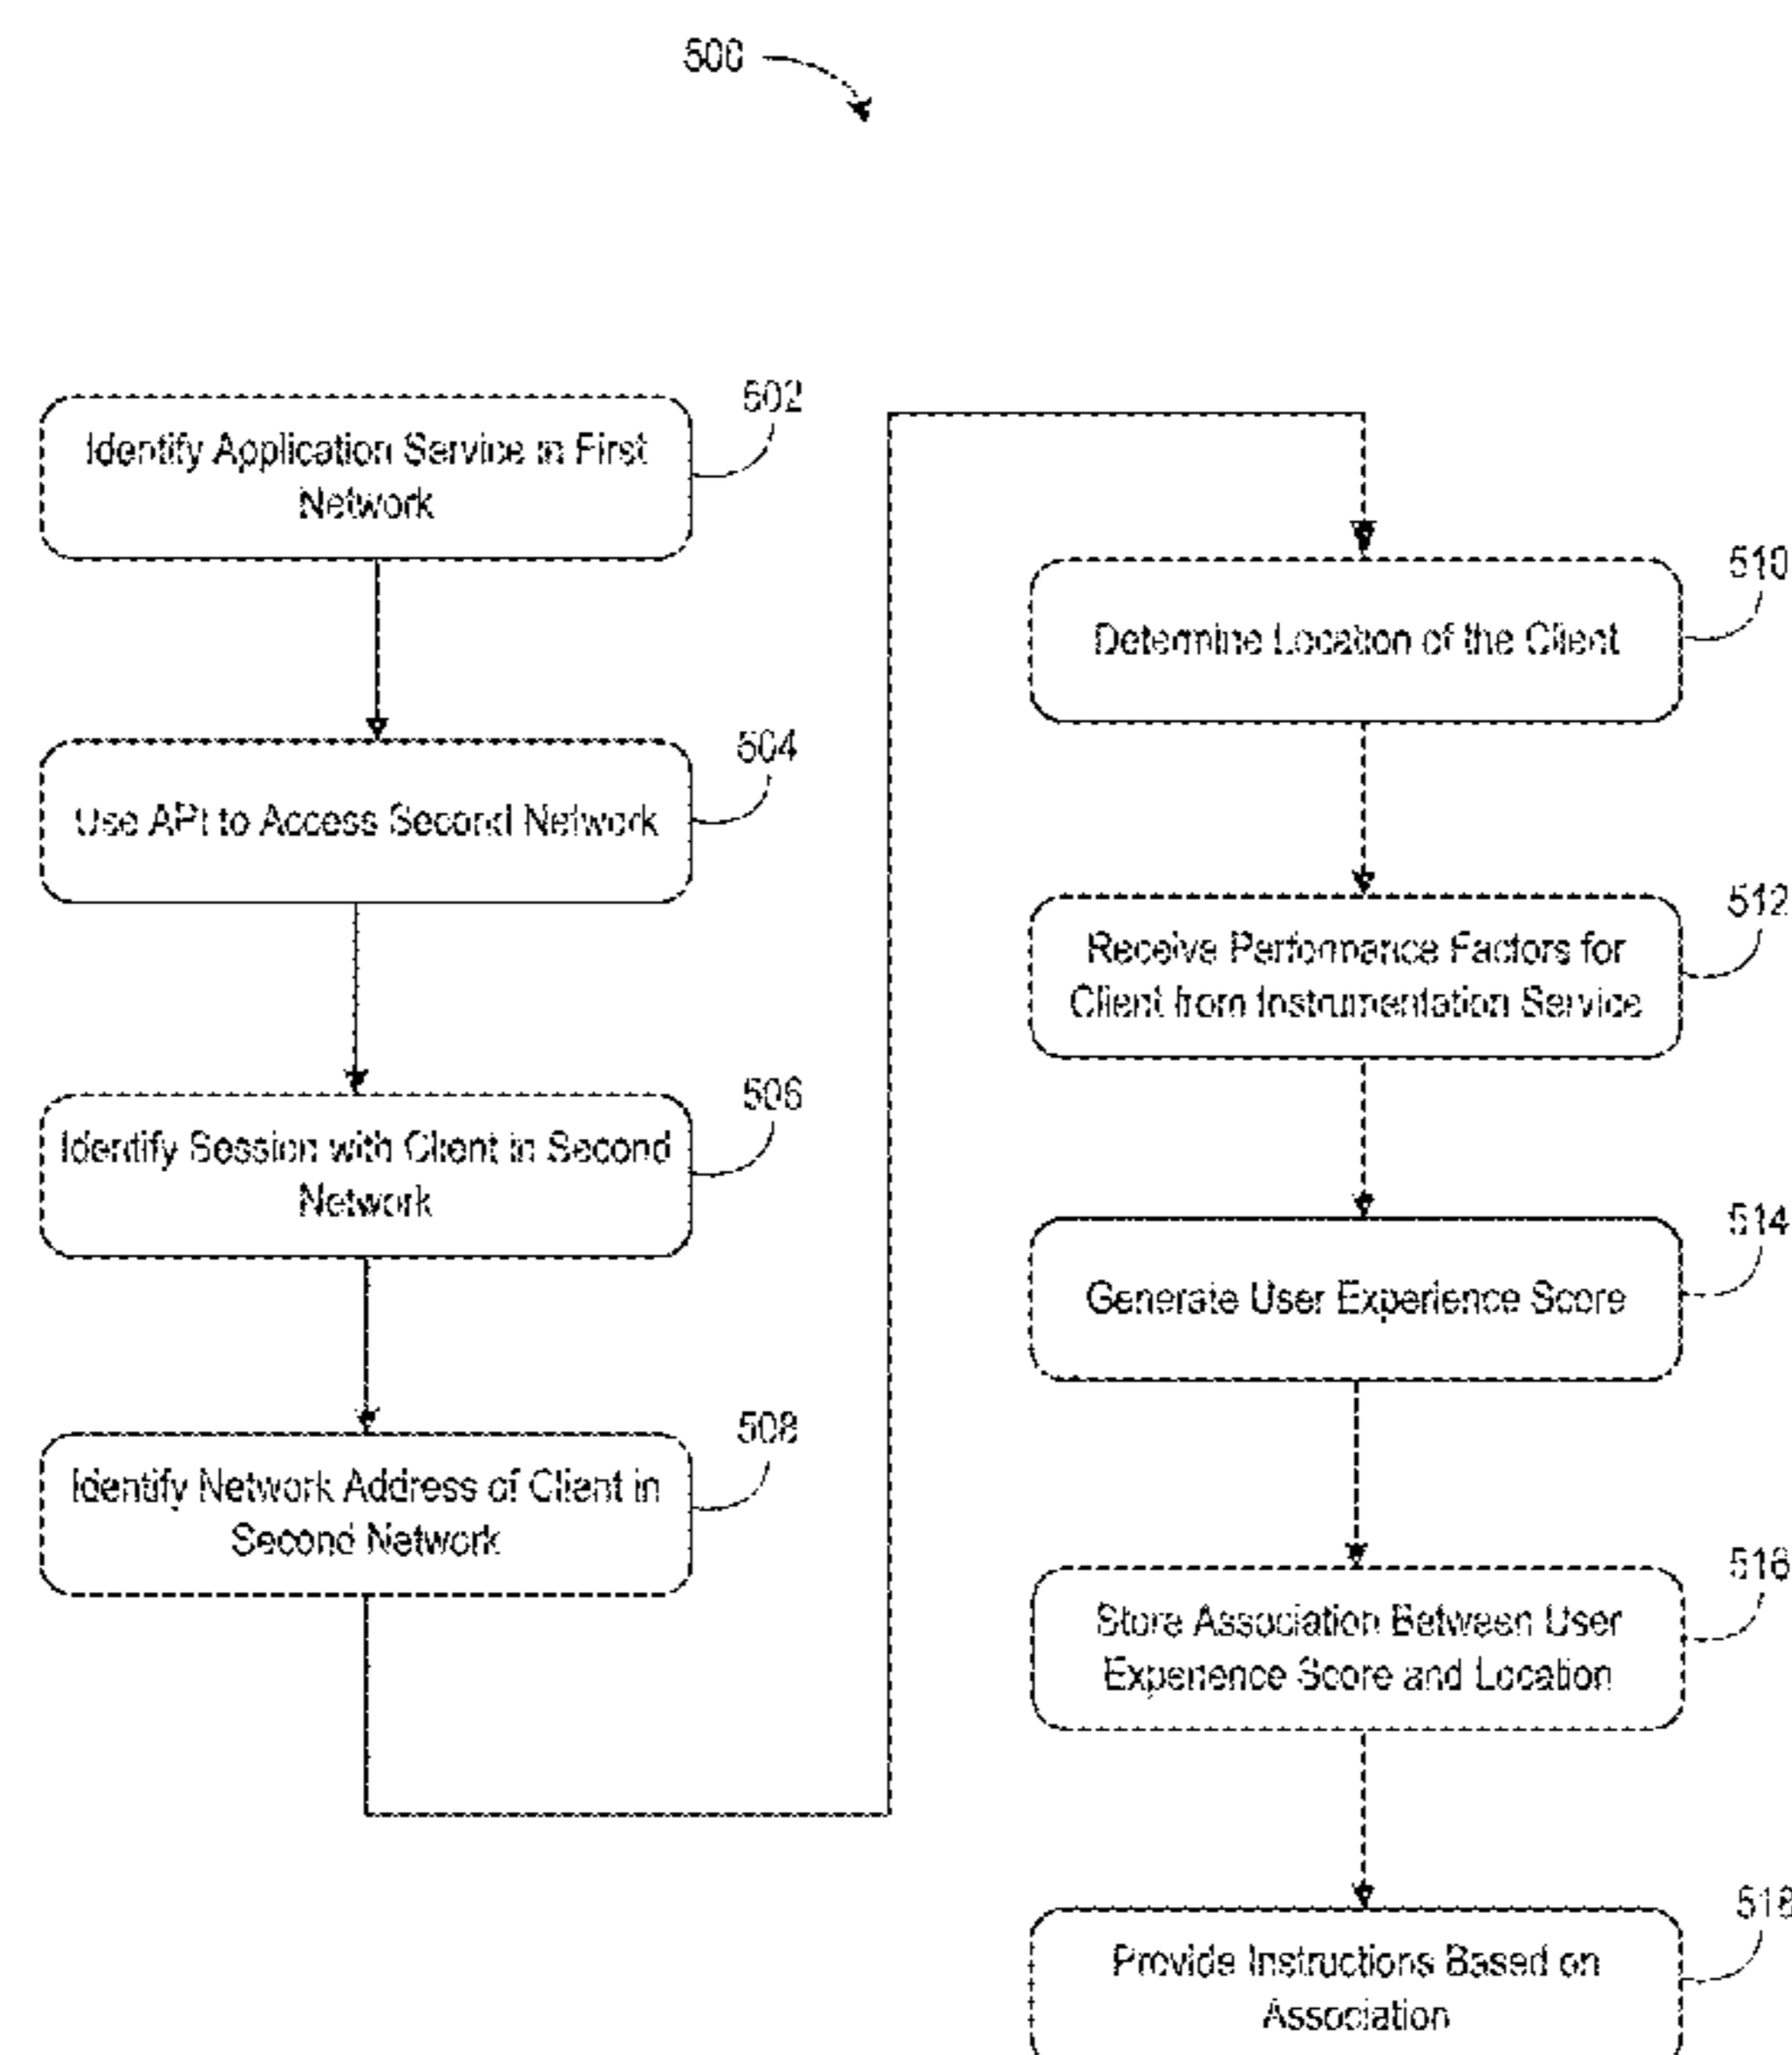 500
502
Identify Application Service in First
Network
504
Use API to Access Second Network
506
Identify Session with Client in Second
Network
508
Identify Network Address of Client in
Second Network
510
Determine Location of the Client
512
Receive Performance Factors for
Client from Instrumentation Service
514
Generate User Experience Score
516
Store Association Between User
Experience Score and Location
518
Provide Instructions Based on
Association